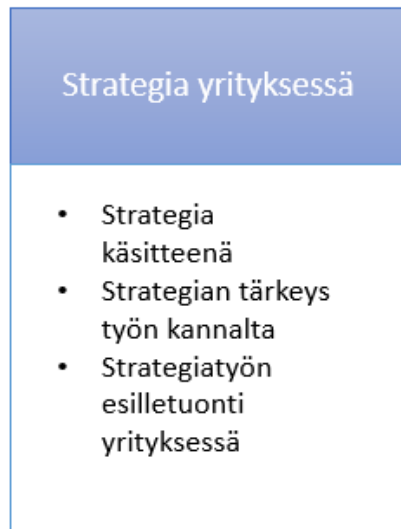 Strategia yrityksessä
• Strategia
käsitteenä
• Strategian tärkeys
työn kannalta
• Strategiatyön
esilletuonti
yrityksessä